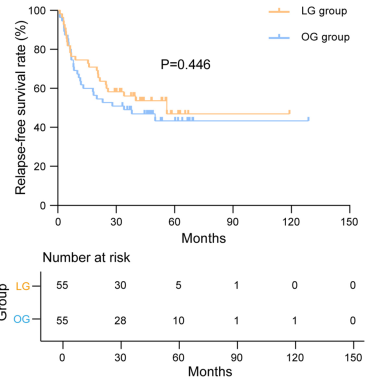 Relapse-free survival rate (%)
100
80
60
40
20
0
LG group
OG group
P=0.446
0 30 60 90 120 150
Months
Number at risk
Group
LG 55 30 5 1 0 0
OG 55 28 10 1 1 0
0 30 60 90 120 150
Months